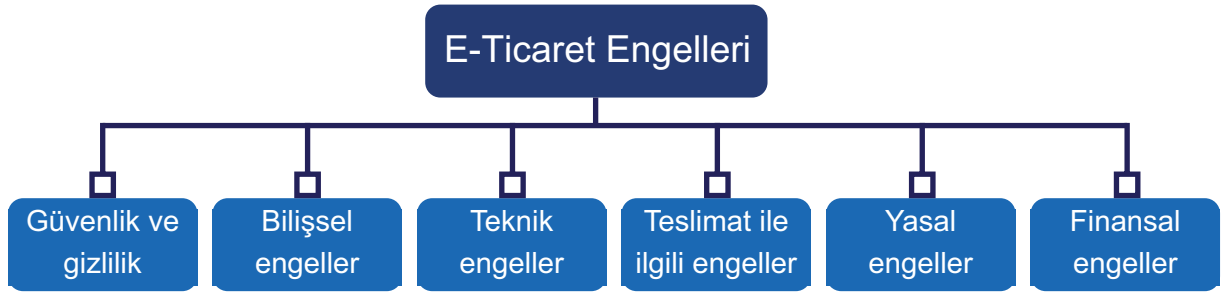 E-Ticaret Engelleri
Güvenlik ve
gizlilik
Bilişsel
engeller
Teknik
engeller
Teslimat ile
ilgili engeller
Yasal
engeller
Finansal
engeller